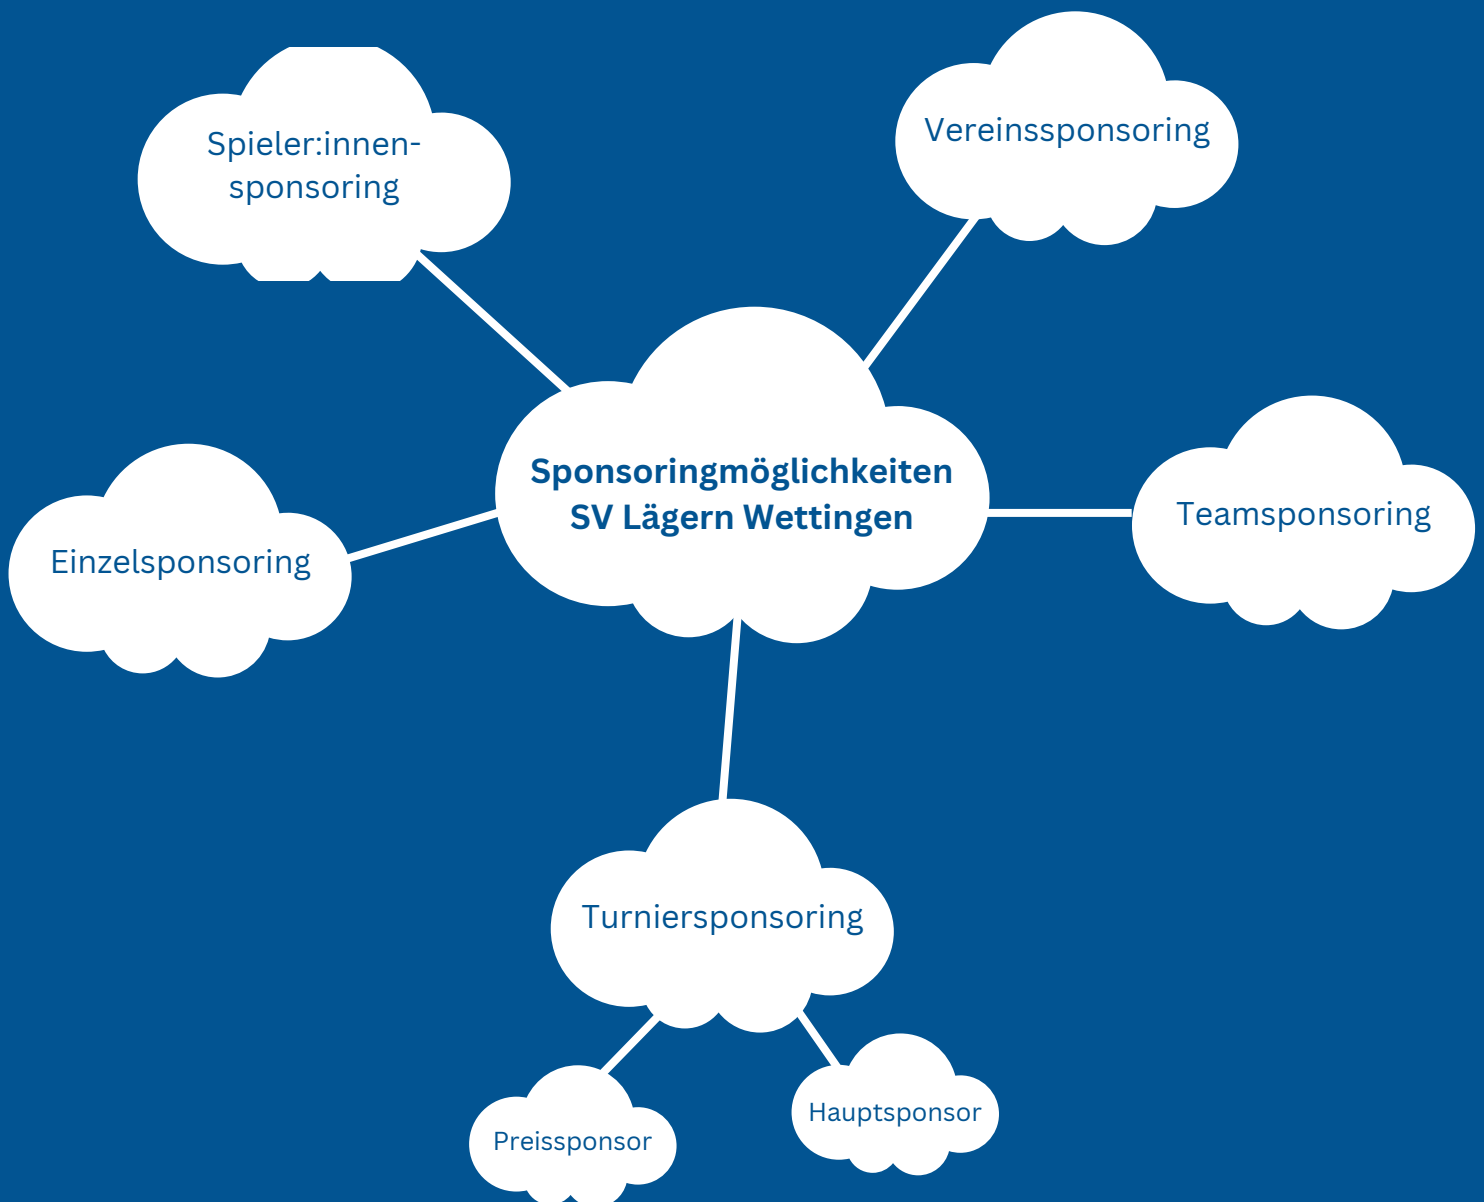 Spieler:innen-
sponsoring
Vereinssponsoring
Sponsoringmöglichkeiten
SV Lägern Wettingen
Teamsponsoring
Einzelsponsoring
Turniersponsoring
Hauptsponsor
Preissponsor